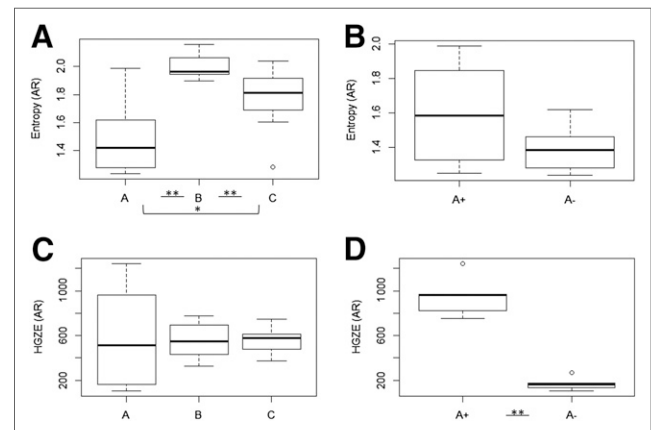 A
B
Entropy (AR)
2.0
1.8
1.6
1.4
A
B
C
**
**
*
Entropy (AR)
2.0
1.8
1.6
1.4
A+
A-
C
D
HGZE (AR)
1000
600
200
A
B
C
HGZE (AR)
1000
600
200
A+
**
A-